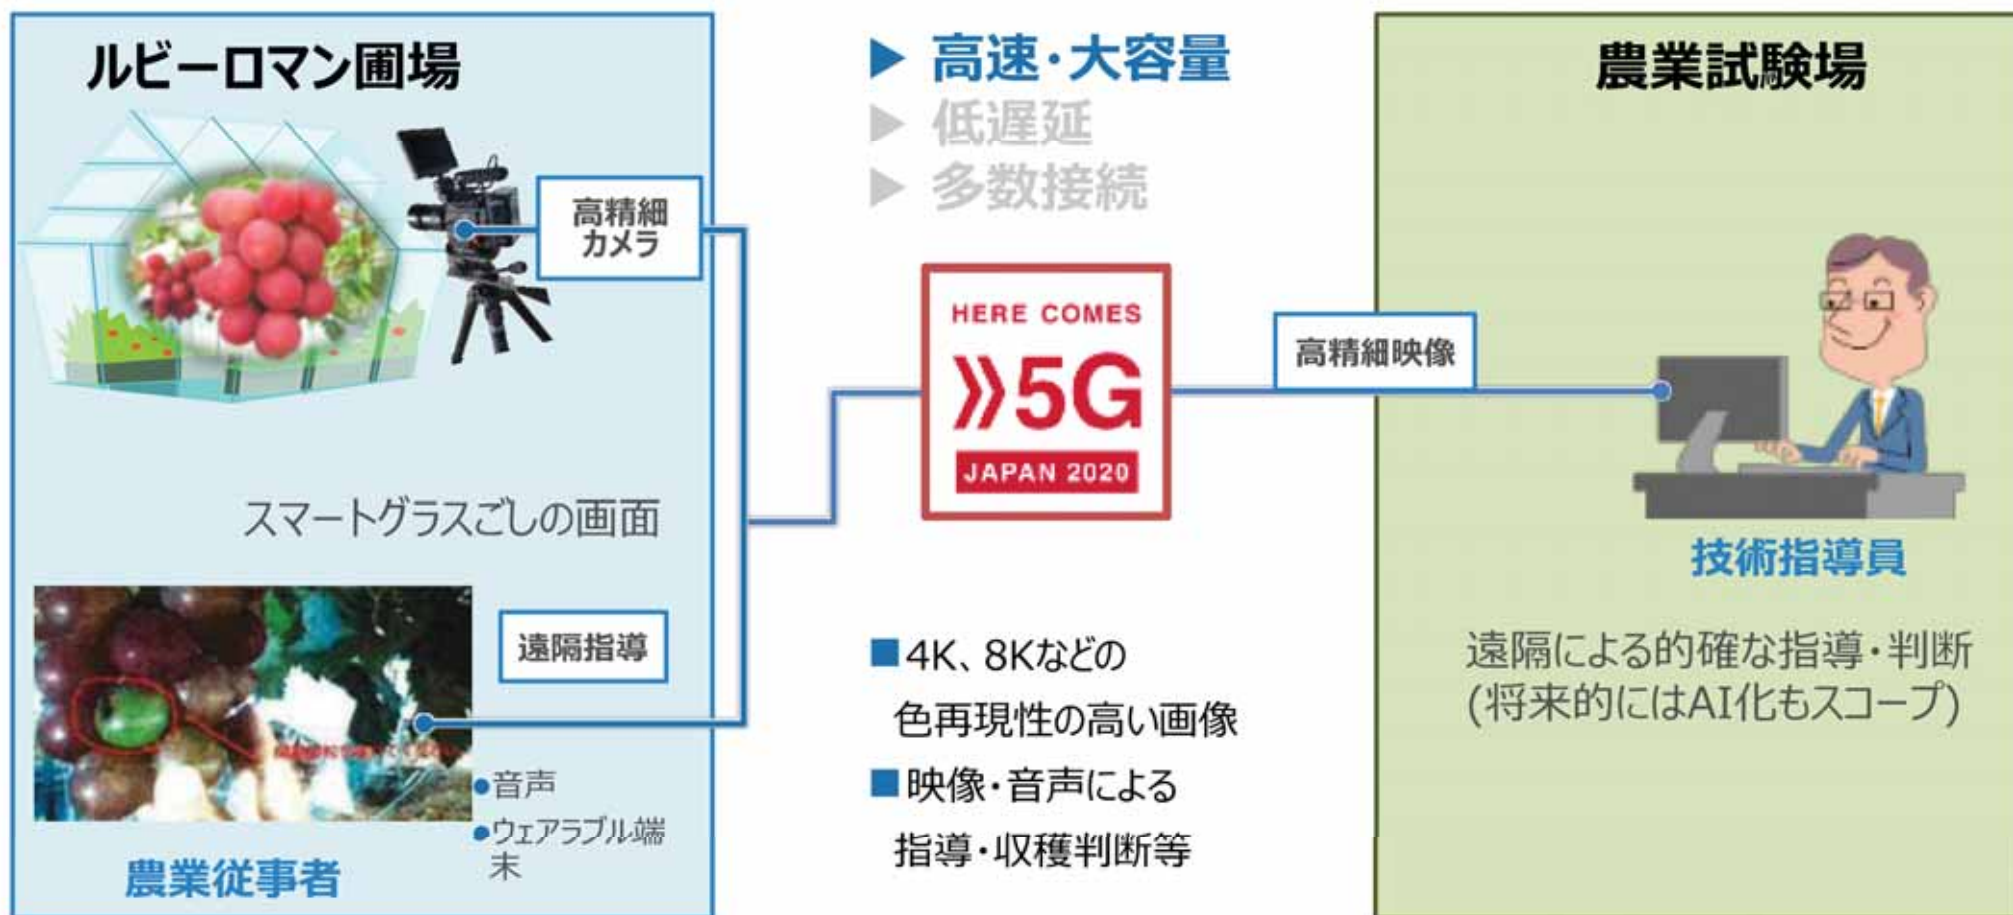 ルビーロマン圃場
高精細
カメラ
スマートグラスごしの画面
遠隔指導
●音声
●ウェアラブル端
末
農業従事者
▶ 高速・大容量
▶ 低遅延
▶ 多数接続
HERE COMES
5G
JAPAN 2020
■4K、8Kなどの
色再現性の高い画像
■映像・音声による
指導・収穫判断等
高精細映像
農業試験場
技術指導員
遠隔による的確な指導・判断
(将来的にはAI化もスコープ)